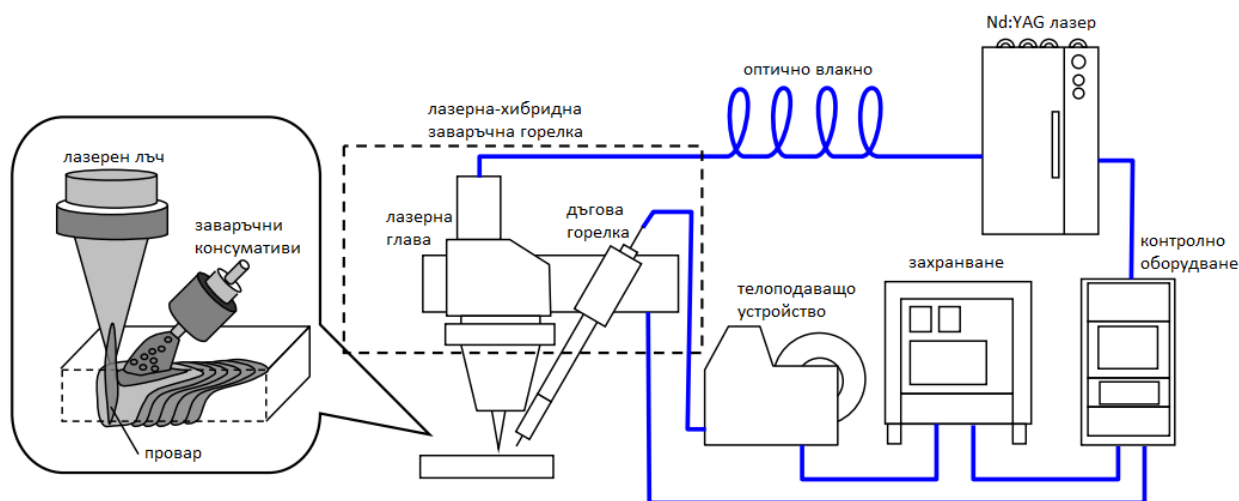 Nd:YAG лазер
оптично влакно
лазерна-хибридна
заваръчна горелка
лазерен лъч
заваръчни
консумативи
лазерна
глава
дъгова
горелка
контролно
оборудване
захранване
телоподаващо
устройство
провар